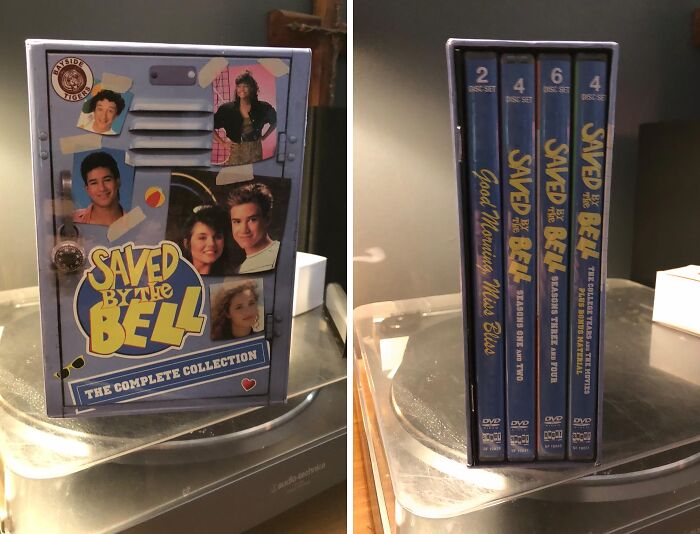 BAYSIDE
TIGERS
SAVED
BY THE
BELL
THE COMPLETE COLLECTION
audio-technica
2
DISC SET
Good Morning, Miss Bliss
DVD
4
DISC SET
SAVED
BY THE
BELL
SEASONS ONE AND TWO
DVD
6
DISC SET
SAVED
BY THE
BELL
SEASONS THREE AND FOUR
DVD
4
DISC SET
SAVED
BY THE
BELL
THE COLLEGE YEARS AND THE MOVIES
PLUS BONUS MATERIAL
DVD